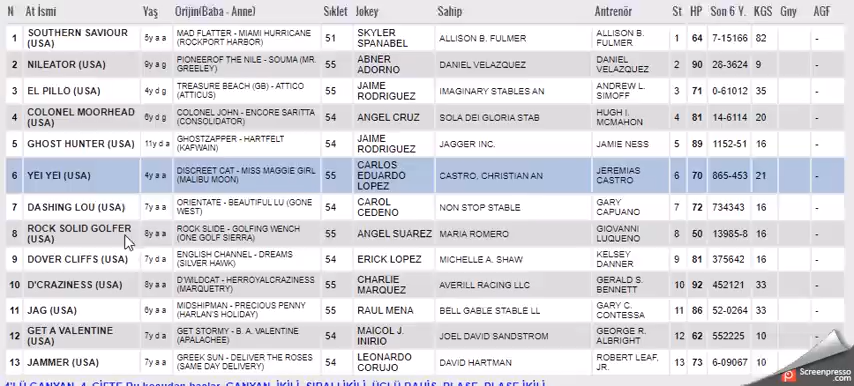 N At İsmi Yaş Orijin(Baba - Anne) Sıklet Jokey Sahip Antrenör St HP Son 6 Y. KGS Gny AGF
1 SOUTHERN SAVIOUR (USA) 5y a a MAD FLATTER - MIAMI HURRICANE (ROCKPORT HARBOR) 51 SKYLER SPANABEL ALLISON B. FULMER ALLISON B. FULMER 1 64 7-15166 82 -
2 NILEATOR (USA) 9y a g PIONEEROF THE NILE - SOUMA (MR. GREELEY) 55 ABNER ADORNO DANIEL VELAZQUEZ DANIEL VELAZQUEZ 2 90 28-3624 9 -
3 EL PILLO (USA) 4y d g TREASURE BEACH (GB) - ATTICO (ATTICUS) 55 JAIME RODRIGUEZ IMAGINARY STABLES AN ANDREW L. SIMOFF 3 71 0-61012 35 -
4 COLONEL MOORHEAD (USA) 6y d g COLONEL JOHN - ENCORE SARITTA (CONSOLIDATOR) 54 ANGEL CRUZ SOLA DEI GLORIA STAB HUGH I. MCMAHON 4 81 14-6114 20 -
5 GHOST HUNTER (USA) 11y d a GHOSTZAPPER - HARTFELT (KAFWAIN) 54 JAIME RODRIGUEZ JAGGER INC. JAMIE NESS 5 89 1152-51 16 -
6 YEI YEI (USA) 4y a a DISCREET CAT - MISS MAGGIE GIRL (MALIBU MOON) 55 CARLOS EDUARDO LOPEZ CASTRO, CHRISTIAN AN JEREMIAS CASTRO 6 70 865-453 21 -
7 DASHING LOU (USA) 7y a a ORIENTATE - BEAUTIFUL LU (GONE WEST) 54 CAROL CEDENO NON STOP STABLE GARY CAPUANO 7 72 734343 16 -
8 ROCK SOLID GOLFER (USA) 8y a a ROCK SLIDE - GOLFING WENCH (ONE GOLF SIERRA) 55 ANGEL SUAREZ MARIA ROMERO GIOVANNI LUQUENO 8 50 13985-8 16 -
9 DOVER CLIFFS (USA) 7y d a ENGLISH CHANNEL - DREAMS (SILVER HAWK) 54 ERICK LOPEZ MICHELLE A. SHAW KELSEY DANNER 9 81 375642 16 -
10 D'CRAZINESS (USA) 8y a a D'WILDCAT - HERROYALCRAZINESS (MARQUETRY) 55 CHARLIE MARQUEZ AVERILL RACING LLC GERALD S. BENNETT 10 92 452121 33 -
11 JAG (USA) 6y a a MIDSHIPMAN - PRECIOUS PENNY (HARLAN'S HOLIDAY) 55 RAUL MENA BELL GABLE STABLE LL GARY C. CONTESSA 11 86 52-0264 33 -
12 GET A VALENTINE (USA) 7y d a GET STORMY - B. A. VALENTINE (APALACHEE) 54 MAICOL J. INIRIO JOEL DAVID SANDSTROM GEORGE R. ALBRIGHT 12 62 552225 10 -
13 JAMMER (USA) 7y a a GREEK SUN - DELIVER THE ROSES (SAME DAY DELIVERY) 54 LEONARDO CORUJO DAVID HARTMAN ROBERT LEAF, JR. 13 73 6-09067 10 -
Screenpresso
screenpresso.com